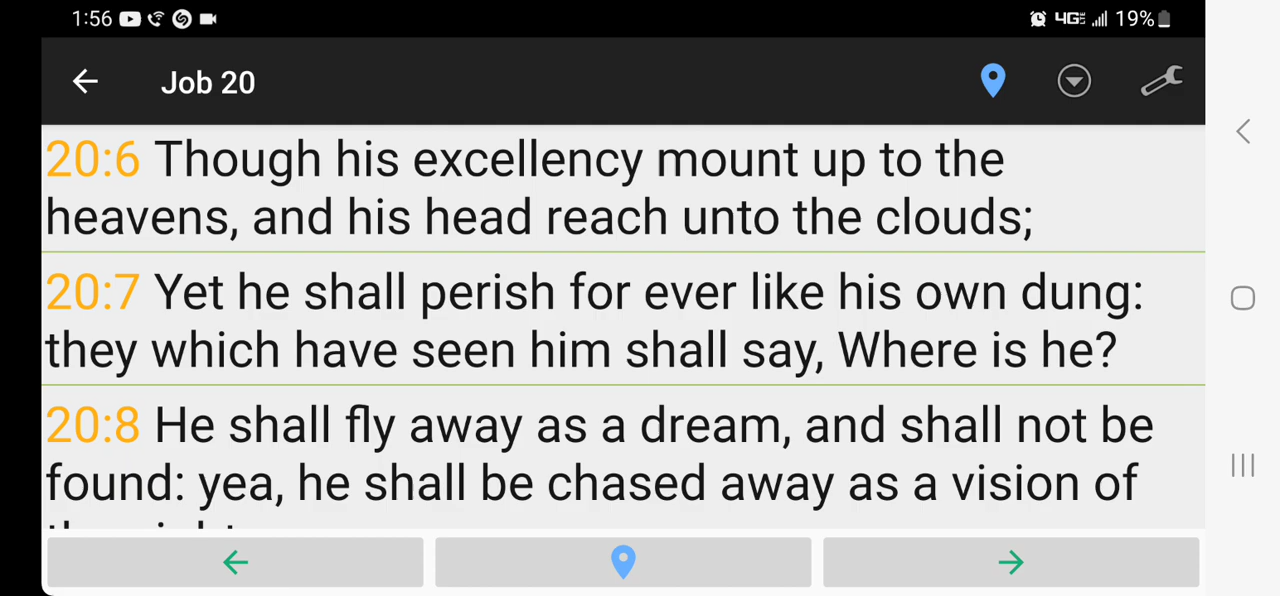 1:56
4GE 19%
Job 20
20:6 Though his excellency mount up to the
heavens, and his head reach unto the clouds;
20:7 Yet he shall perish for ever like his own dung:
they which have seen him shall say, Where is he?
20:8 He shall fly away as a dream, and shall not be
found: yea, he shall be chased away as a vision of